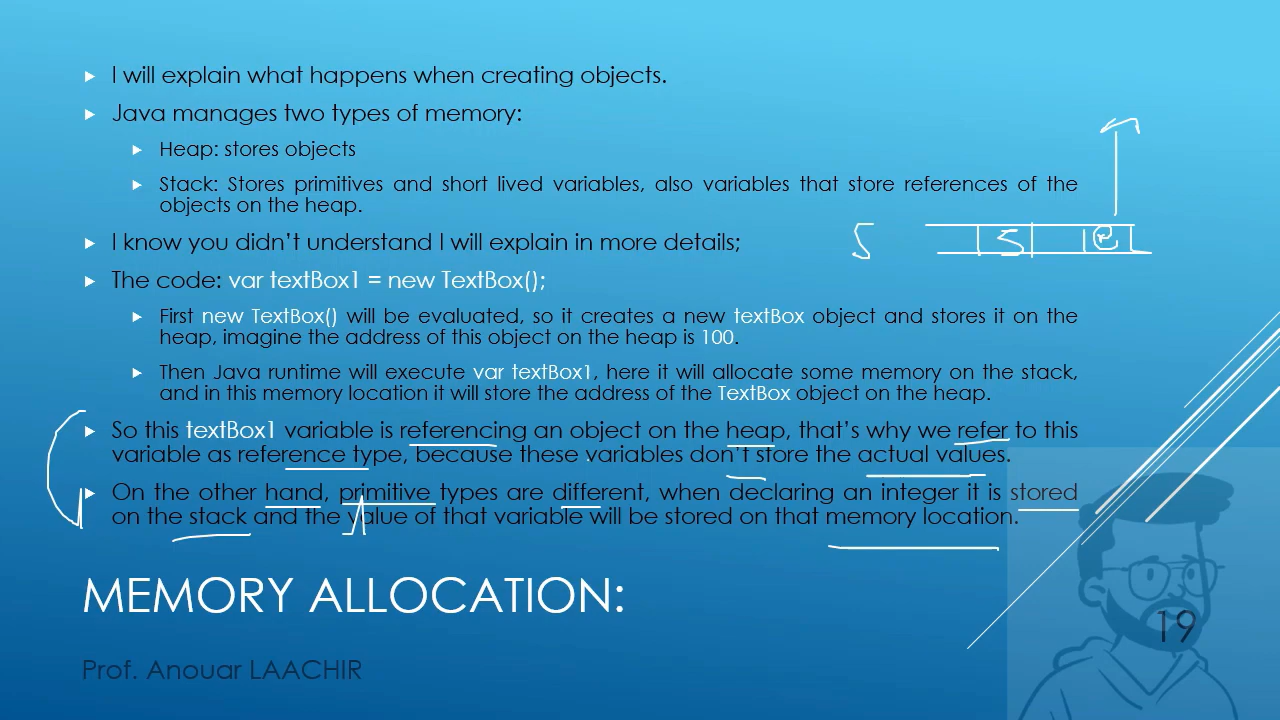 I will explain what happens when creating objects.
Java manages two types of memory:
Heap: stores objects
Stack: Stores primitives and short lived variables, also variables that store references of the
objects on the heap.
I know you didn't understand I will explain in more details;
5 5
The code: var textBox1 = new TextBox();
First new TextBox() will be evaluated, so it creates a new textBox object and stores it on the
heap, imagine the address of this object on the heap is 100.
Then Java runtime will execute var textBox1, here it will allocate some memory on the stack,
and in this memory location it will store the address of the TextBox object on the heap.
So this textBox1 variable is referencing an object on the heap, that's why we refer to this
variable as reference type, because these variables don't store the actual values.
On the other hand, primitive types are different, when declaring an integer it is stored
on the stack and the value of that variable will be stored on that memory location.
MEMORY ALLOCATION:
19
Prof. Anouar LAACHIR